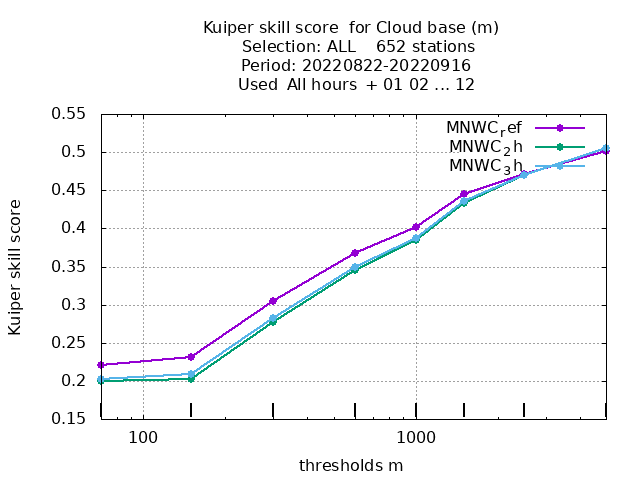 Kuiper skill score  for Cloud base (m)
Selection: ALL    652 stations
Period: 20220822-20220916
Used  All hours  + 01 02 ... 12
MNWC_ref
MNWC_2h
MNWC_3h
0.55
0.5
0.45
0.4
0.35
0.3
0.25
0.2
0.15
Kuiper skill score
100
1000
thresholds m